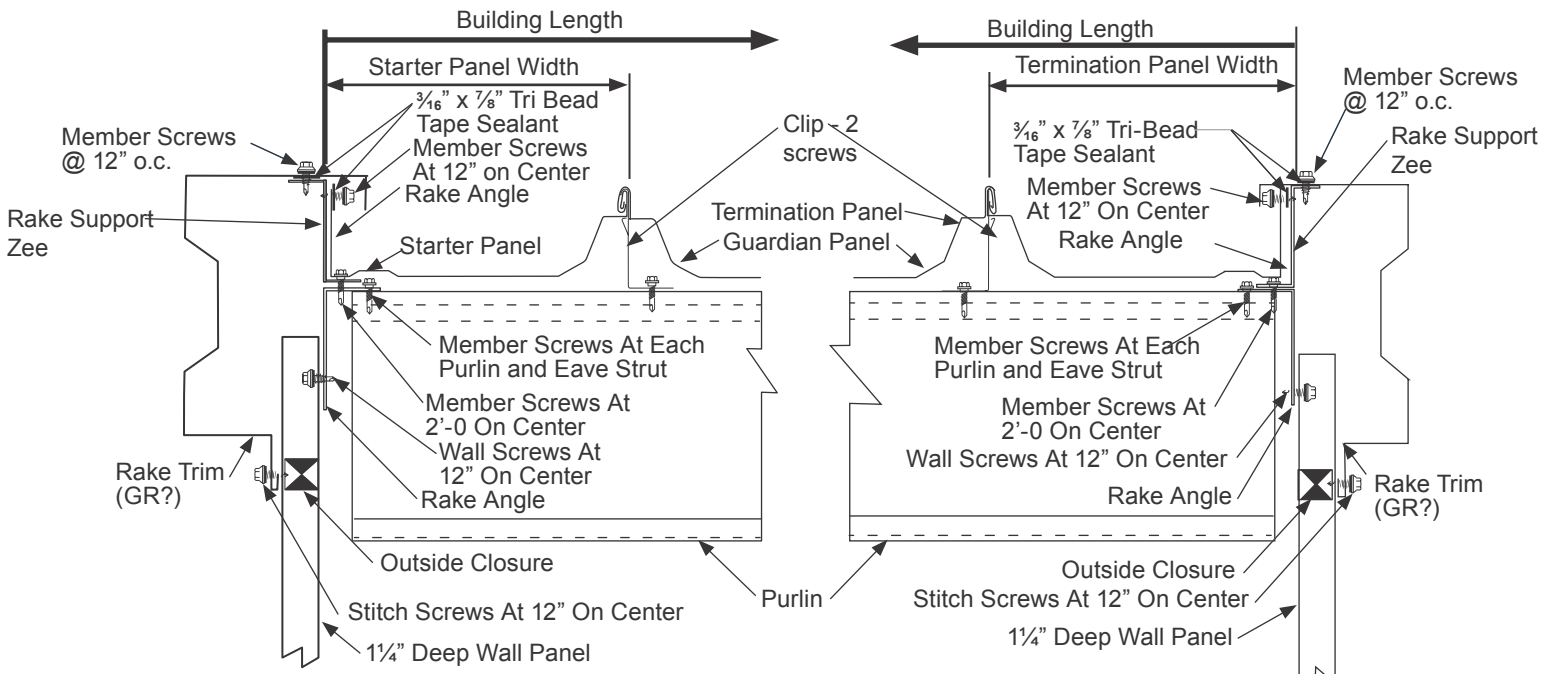 Building Length
Starter Panel Width
³⁄₁₆” x ⅞” Tri Bead
Tape Sealant
Member Screws
@ 12” o.c.
Member Screws
At 12” on Center
Rake Angle
Rake Support
Zee
Starter Panel
Clip - 2
screws
Termination Panel
Guardian Panel
Member Screws At Each
Purlin and Eave Strut
Member Screws At
2’-0 On Center
Wall Screws At
12” On Center
Rake Angle
Rake Trim
(GR?)
Outside Closure
Stitch Screws At 12” On Center
1¼” Deep Wall Panel
Purlin
Building Length
Termination Panel Width
Member Screws
@ 12” o.c.
³⁄₁₆” x ⅞” Tri-Bead
Tape Sealant
Rake Support
Zee
Member Screws
At 12” On Center
Rake Angle
Member Screws At Each
Purlin and Eave Strut
Member Screws At
2’-0 On Center
Wall Screws At 12” On Center
Rake Angle
Rake Trim
(GR?)
Outside Closure
Stitch Screws At 12” On Center
1¼” Deep Wall Panel